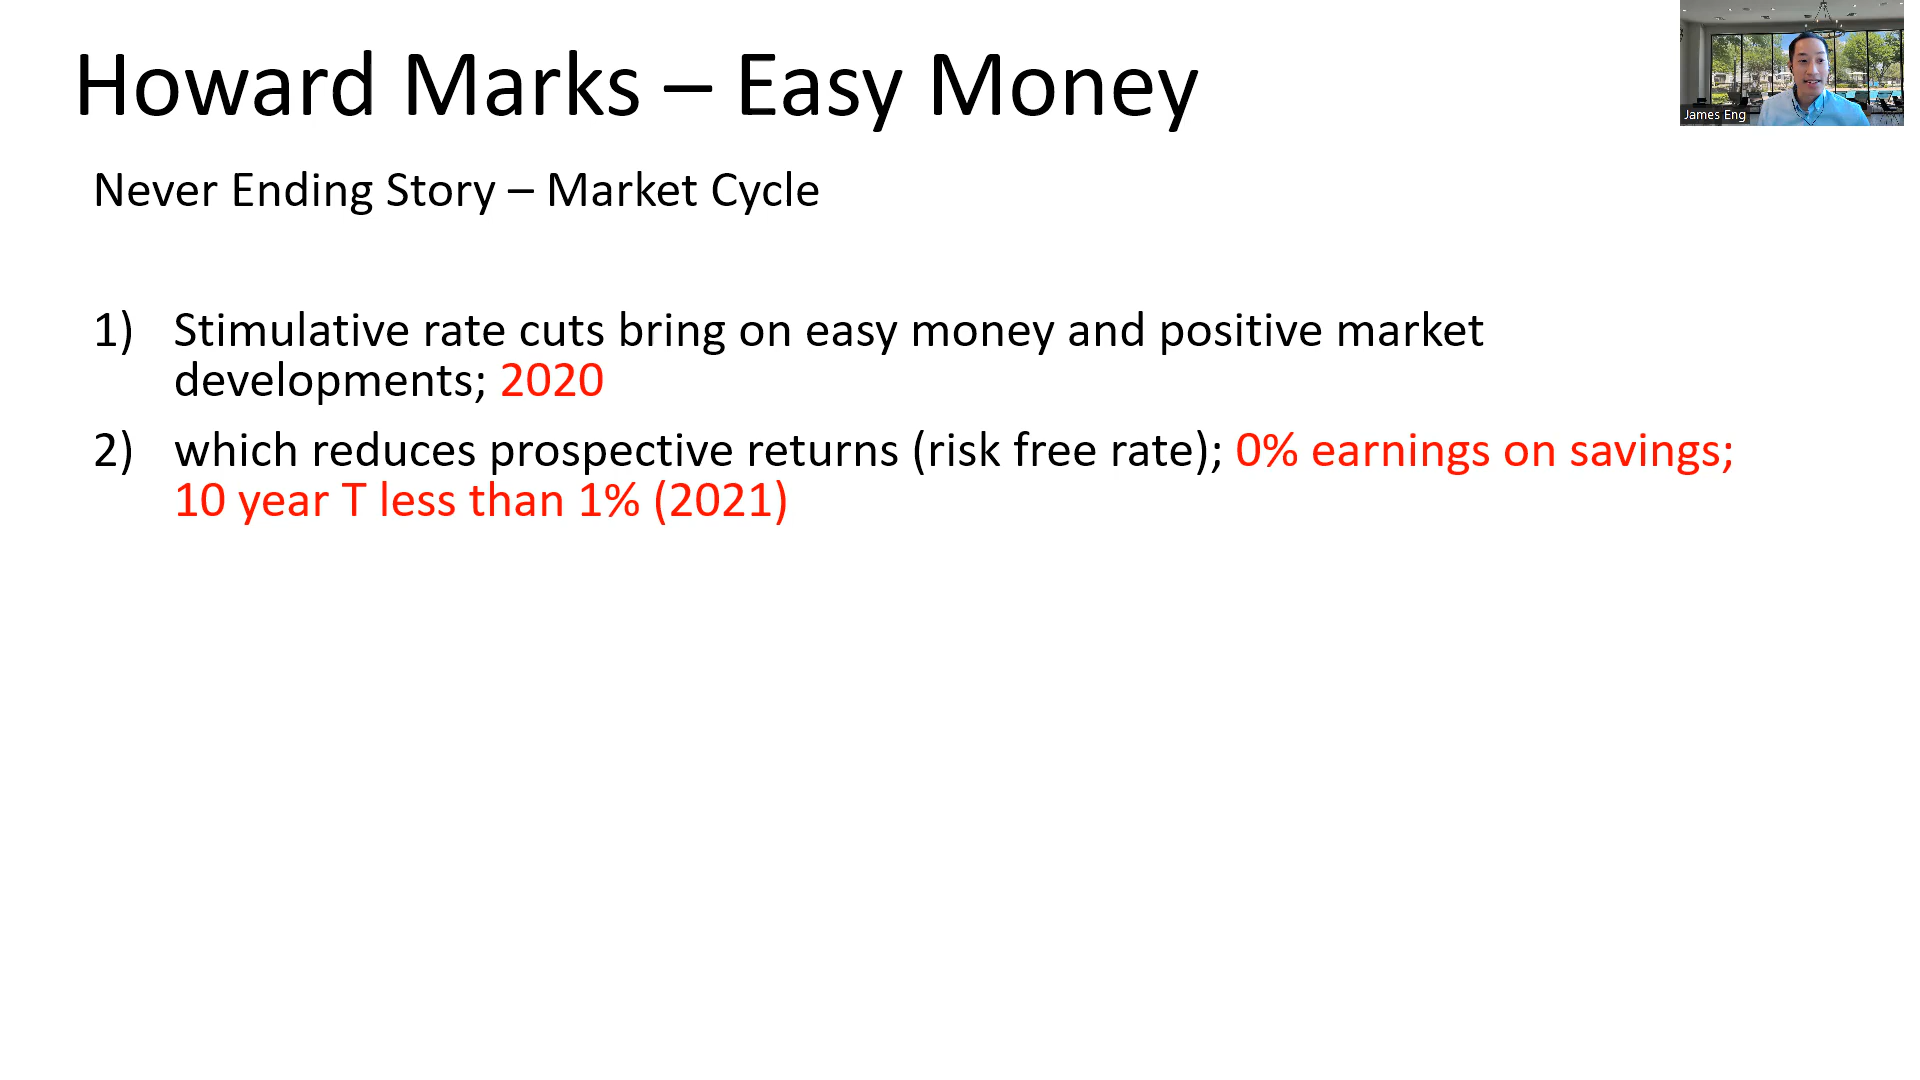 Howard Marks – Easy Money
James Eng
Never Ending Story – Market Cycle
1) Stimulative rate cuts bring on easy money and positive market
developments; 2020
2) which reduces prospective returns (risk free rate); 0% earnings on savings;
10 year T less than 1% (2021)